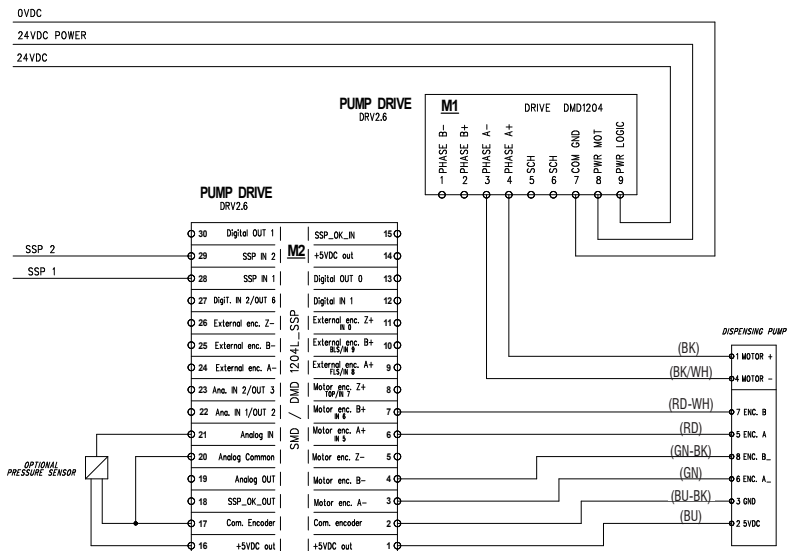 0VDC
24VDC POWER
24VDC
PUMP DRIVE
DRV2.6
M1
DRIVE DMD1204
PHASE B-
PHASE B+
PHASE A-
PHASE A+
SCH
SCH
COM GND
PWR MOT
PWR LOGIC
1 2 3 4 5 6 7 8 9
PUMP DRIVE
DRV2.6
M2
SMD / DMD 1204L_SSP
SSP 2
SSP 1
30 Digital OUT 1
29 SSP IN 2
28 SSP IN 1
27 DigiT. IN 2/OUT 6
26 External enc. Z-
25 External enc. B-
24 External enc. A-
23 Ana. IN 2/OUT 3
22 Ana. IN 1/OUT 2
21 Analog IN
20 Analog Common
19 Analog OUT
18 SSP_OK_OUT
17 Com. Encoder
16 +5VDC out
SSP_OK_IN 15
+5VDC out 14
Digital OUT 0 13
Digital IN 1 12
External enc. Z+ 11
IN 0
External enc. B+ 10
BLS/IN 9
External enc. A+ 9
FLS/IN 8
Motor enc. Z+ 8
TOP/IN 7
Motor enc. B+ 7
IN 6
Motor enc. A+ 6
IN 5
Motor enc. Z- 5
Motor enc. B- 4
Motor enc. A- 3
Com. encoder 2
+5VDC out 1
OPTIONAL
PRESSURE SENSOR
(BK)
(BK/WH)
(RD-WH)
(RD)
(GN-BK)
(GN)
(BU-BK)
(BU)
DISPENSING PUMP
1 MOTOR +
4 MOTOR -
7 ENC. B
5 ENC. A
8 ENC. B_
6 ENC. A_
3 GND
2 5VDC